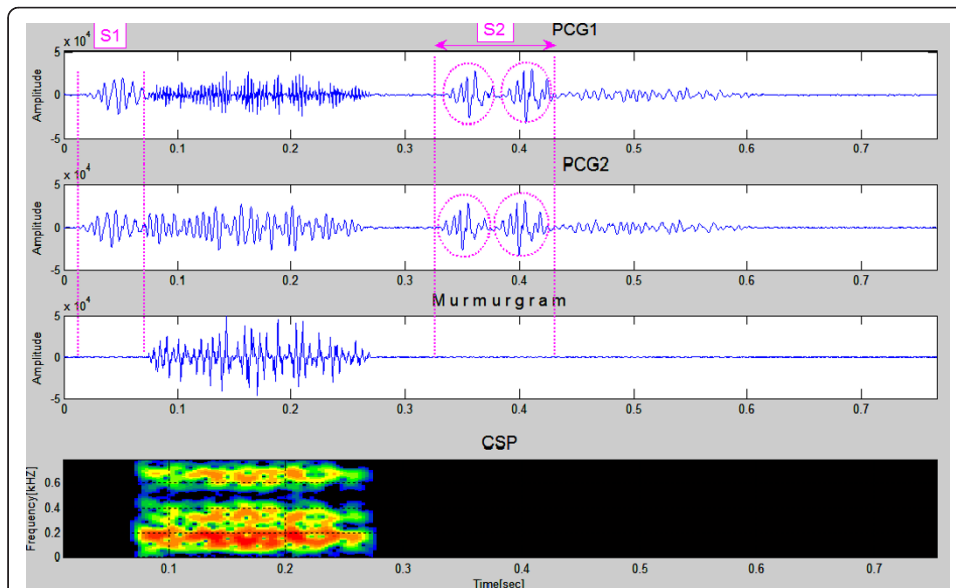 S1 S2 PCG1
x 10^4
5
0
-5
Amplitude
0 0.1 0.2 0.3 0.4 0.5 0.6 0.7
PCG2
x 10^4
5
0
-5
Amplitude
0 0.1 0.2 0.3 0.4 0.5 0.6 0.7
Murmurgram
x 10^4
5
0
-5
Amplitude
0 0.1 0.2 0.3 0.4 0.5 0.6 0.7
CSP
0.6
0.4
0.2
0
Frequency[kHZ]
0.1 0.2 0.3 0.4 0.5 0.6 0.7
Time[sec]